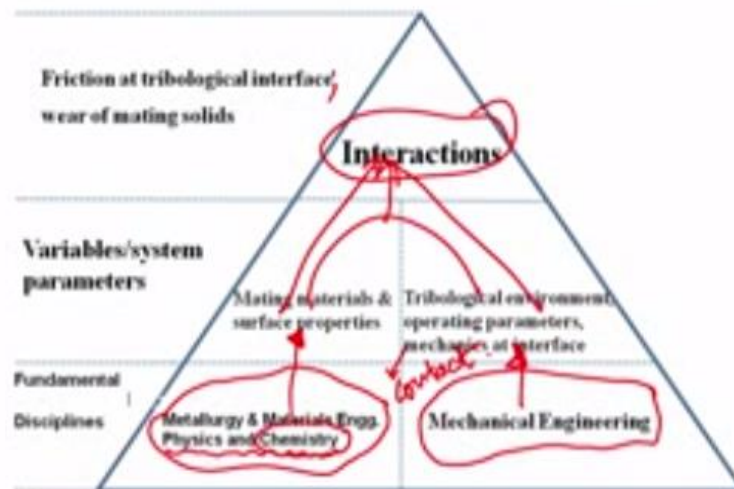 Friction at tribological interface,
wear of mating solids
Interactions
Variables/system
parameters
Mating materials &
surface properties
Tribological environment,
operating parameters,
mechanics at interface
contact
Fundamental
Disciplines
Metallurgy & Materials Engg.
Physics and Chemistry
Mechanical Engineering